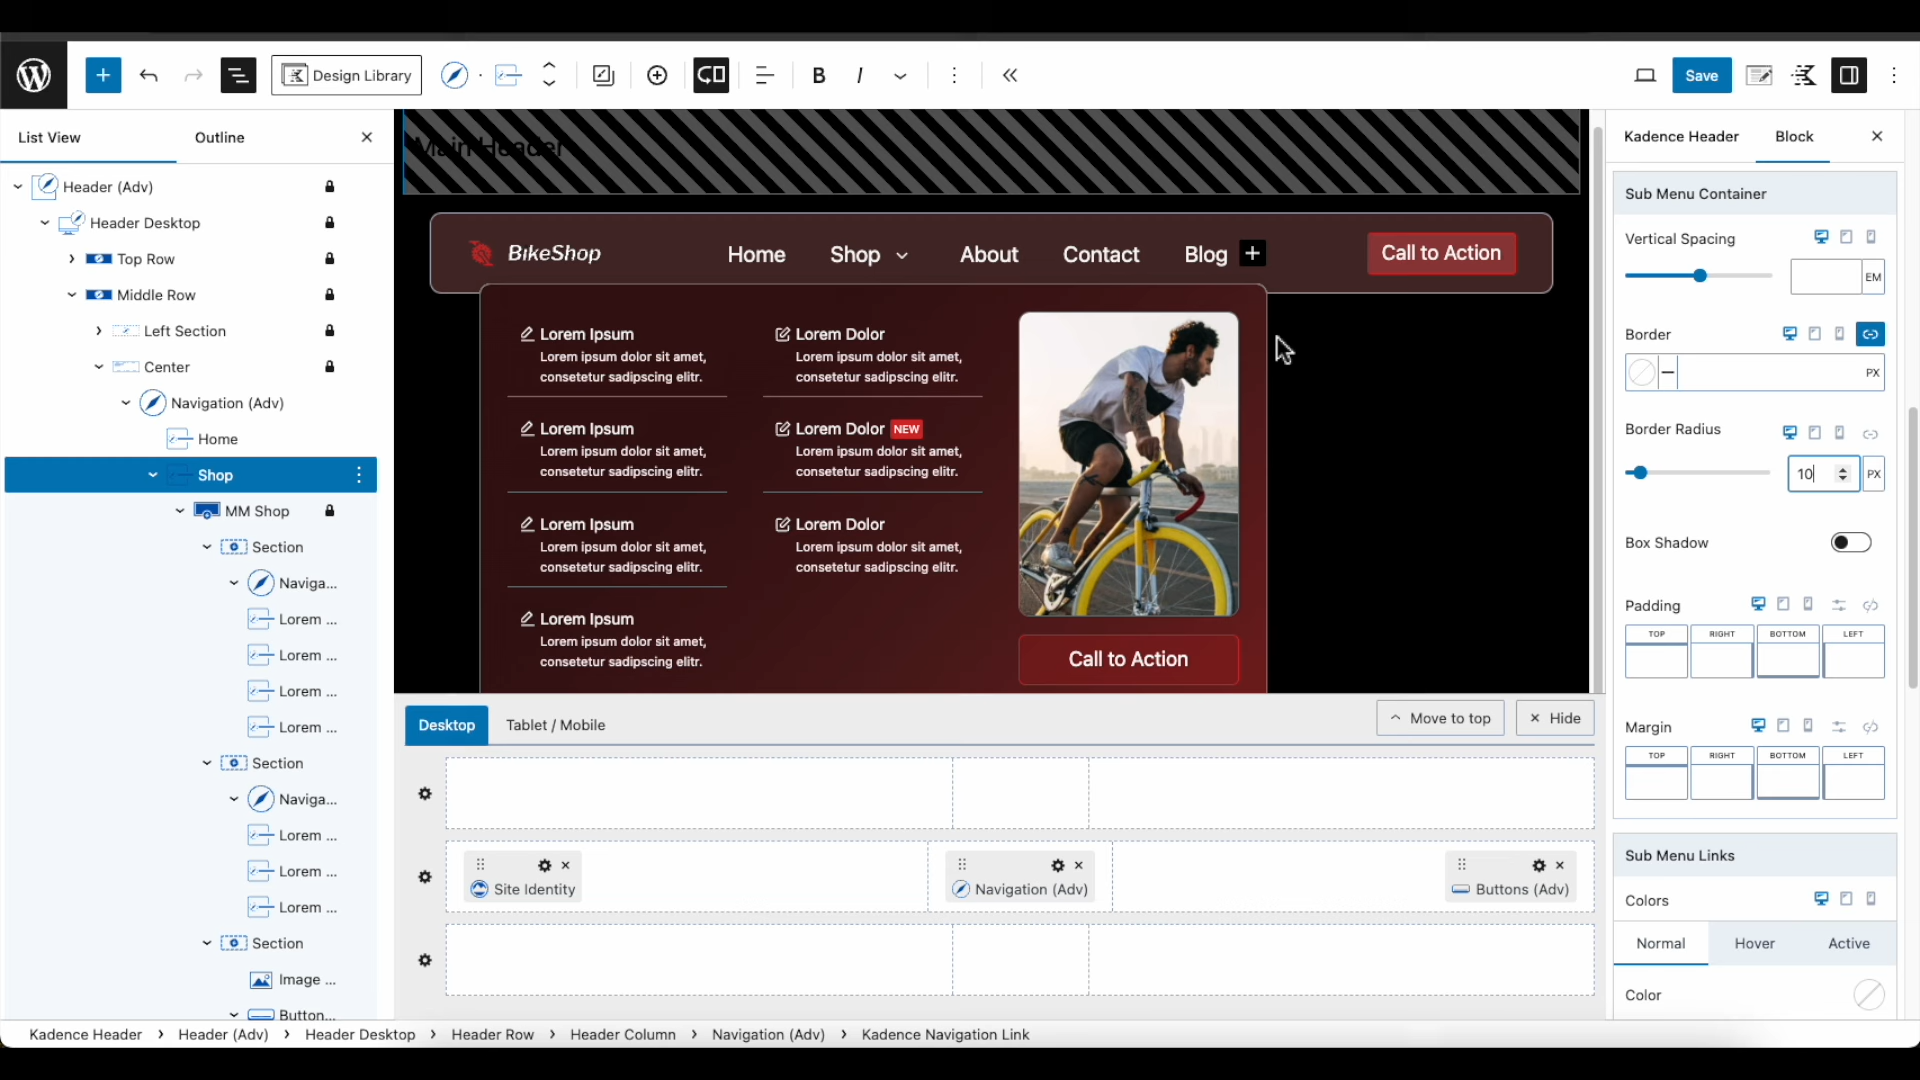 Design Library
B
I
Save
List View
Outline
Header (Adv)
Header Desktop
Top Row
Middle Row
Left Section
Center
Navigation (Adv)
Home
Shop
MM Shop
Section
Naviga...
Lorem ...
Lorem ...
Lorem ...
Lorem ...
Section
Naviga...
Lorem ...
Lorem ...
Lorem ...
Section
Image ...
Button...
Main Header
BikeShop
Home
Shop
About
Contact
Blog
Call to Action
Lorem Ipsum
Lorem ipsum dolor sit amet,
consetetur sadipscing elitr.
Lorem Ipsum
Lorem ipsum dolor sit amet,
consetetur sadipscing elitr.
Lorem Ipsum
Lorem ipsum dolor sit amet,
consetetur sadipscing elitr.
Lorem Ipsum
Lorem ipsum dolor sit amet,
consetetur sadipscing elitr.
Lorem Dolor
Lorem ipsum dolor sit amet,
consetetur sadipscing elitr.
Lorem Dolor NEW
Lorem ipsum dolor sit amet,
consetetur sadipscing elitr.
Lorem Dolor
Lorem ipsum dolor sit amet,
consetetur sadipscing elitr.
Call to Action
Desktop
Tablet / Mobile
Move to top
Hide
Site Identity
Navigation (Adv)
Buttons (Adv)
Kadence Header
Block
Sub Menu Container
Vertical Spacing
EM
Border
PX
Border Radius
10
PX
Box Shadow
Padding
TOP RIGHT BOTTOM LEFT
Margin
TOP RIGHT BOTTOM LEFT
Sub Menu Links
Colors
Normal
Hover
Active
Color
Kadence Header > Header (Adv) > Header Desktop > Header Row > Header Column > Navigation (Adv) > Kadence Navigation Link